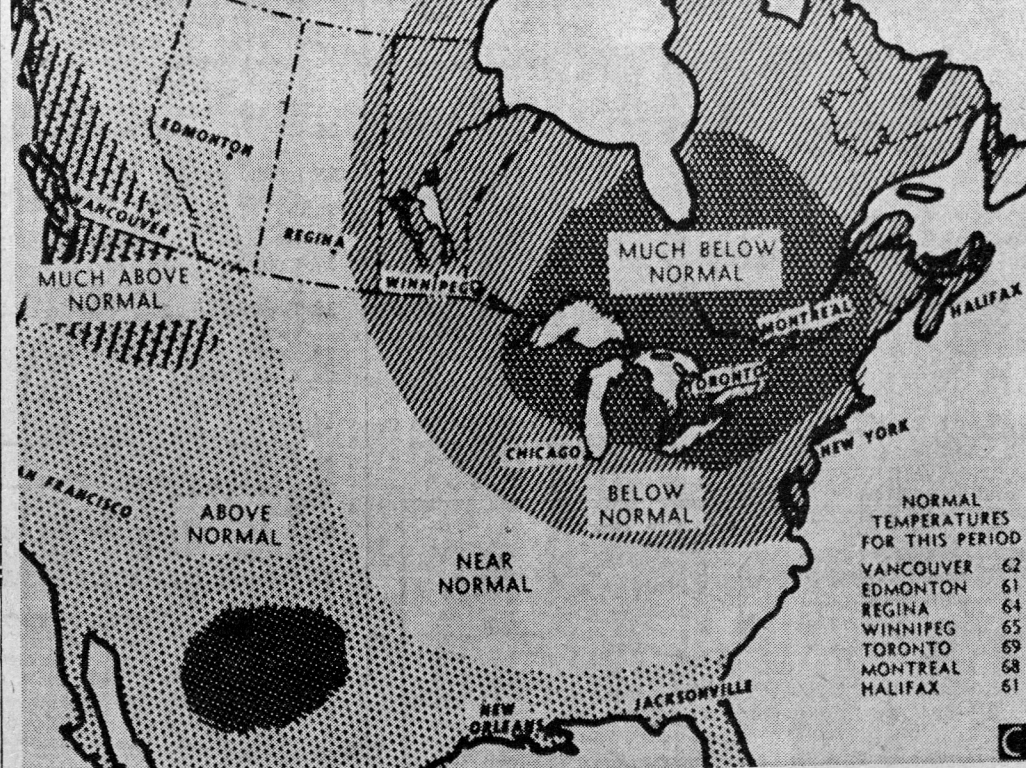 EDMONTON
VANCOUVER
REGINA
WINNIPEG
MUCH ABOVE
NORMAL
MUCH BELOW
NORMAL
MONTREAL
HALIFAX
TORONTO
CHICAGO
NEW YORK
AN FRANCISCO
ABOVE
NORMAL
BELOW
NORMAL
NEAR
NORMAL
NORMAL
TEMPERATURES
FOR THIS PERIOD
VANCOUVER 62
EDMONTON 61
REGINA 64
WINNIPEG 65
TORONTO 69
MONTREAL 68
HALIFAX 61
JACKSONVILLE
NEW
ORLEANS